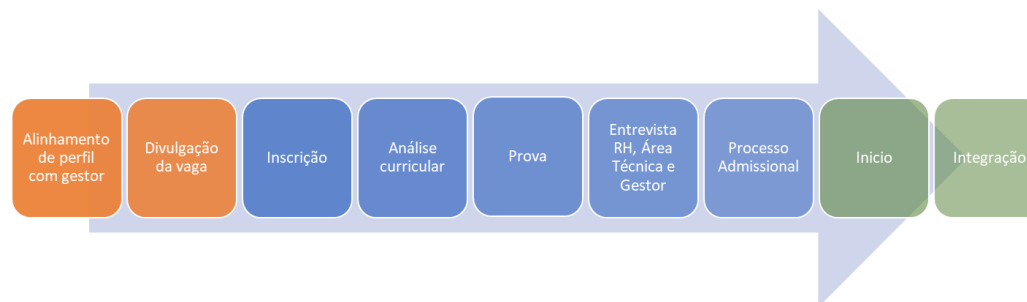 Alinhamento
de perfil
com gestor
Divulgação
da vaga
Inscrição
Análise
curricular
Prova
Entrevista
RH, Área
Técnica e
Gestor
Processo
Admissional
Inicio
Integração